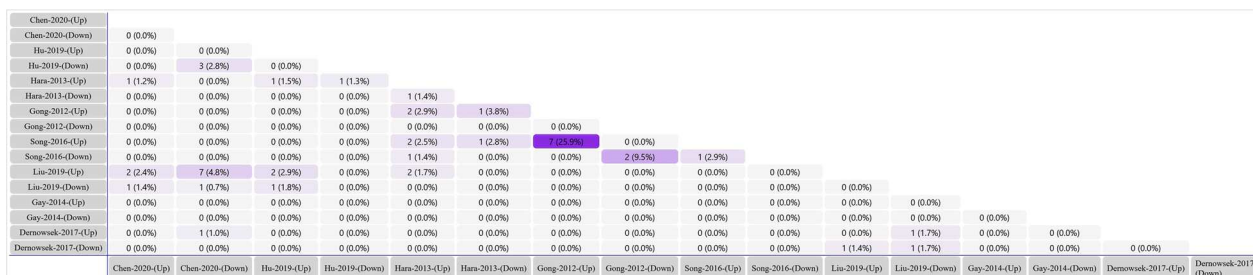 Chen-2020-(Up)
Chen-2020-(Down) 0 (0.0%)
Hu-2019-(Up) 0 (0.0%) 0 (0.0%)
Hu-2019-(Down) 0 (0.0%) 3 (2.8%) 0 (0.0%)
Hara-2013-(Up) 1 (1.2%) 0 (0.0%) 1 (1.5%) 1 (1.3%)
Hara-2013-(Down) 0 (0.0%) 0 (0.0%) 0 (0.0%) 0 (0.0%) 1 (1.4%)
Gong-2012-(Up) 0 (0.0%) 0 (0.0%) 0 (0.0%) 0 (0.0%) 2 (2.9%) 1 (3.8%)
Gong-2012-(Down) 0 (0.0%) 0 (0.0%) 0 (0.0%) 0 (0.0%) 0 (0.0%) 0 (0.0%) 0 (0.0%)
Song-2016-(Up) 0 (0.0%) 0 (0.0%) 0 (0.0%) 0 (0.0%) 2 (2.5%) 1 (2.8%) 7 (25.9%) 0 (0.0%)
Song-2016-(Down) 0 (0.0%) 0 (0.0%) 0 (0.0%) 0 (0.0%) 1 (1.4%) 0 (0.0%) 0 (0.0%) 2 (9.5%) 1 (2.9%)
Liu-2019-(Up) 2 (2.4%) 7 (4.8%) 2 (2.9%) 0 (0.0%) 2 (1.7%) 0 (0.0%) 0 (0.0%) 0 (0.0%) 0 (0.0%) 0 (0.0%)
Liu-2019-(Down) 1 (1.4%) 1 (0.7%) 1 (1.8%) 0 (0.0%) 0 (0.0%) 0 (0.0%) 0 (0.0%) 0 (0.0%) 0 (0.0%) 0 (0.0%) 0 (0.0%)
Gay-2014-(Up) 0 (0.0%) 0 (0.0%) 0 (0.0%) 0 (0.0%) 0 (0.0%) 0 (0.0%) 0 (0.0%) 0 (0.0%) 0 (0.0%) 0 (0.0%) 0 (0.0%) 0 (0.0%)
Gay-2014-(Down) 0 (0.0%) 0 (0.0%) 0 (0.0%) 0 (0.0%) 0 (0.0%) 0 (0.0%) 0 (0.0%) 0 (0.0%) 0 (0.0%) 0 (0.0%) 0 (0.0%) 0 (0.0%) 0 (0.0%)
Dernowsek-2017-(Up) 0 (0.0%) 1 (1.0%) 0 (0.0%) 0 (0.0%) 0 (0.0%) 0 (0.0%) 0 (0.0%) 0 (0.0%) 0 (0.0%) 0 (0.0%) 0 (0.0%) 1 (1.7%) 0 (0.0%) 0 (0.0%)
Dernowsek-2017-(Down) 0 (0.0%) 0 (0.0%) 0 (0.0%) 0 (0.0%) 0 (0.0%) 0 (0.0%) 0 (0.0%) 0 (0.0%) 0 (0.0%) 0 (0.0%) 1 (1.4%) 1 (1.7%) 0 (0.0%) 0 (0.0%) 0 (0.0%)
Chen-2020-(Up) Chen-2020-(Down) Hu-2019-(Up) Hu-2019-(Down) Hara-2013-(Up) Hara-2013-(Down) Gong-2012-(Up) Gong-2012-(Down) Song-2016-(Up) Song-2016-(Down) Liu-2019-(Up) Liu-2019-(Down) Gay-2014-(Up) Gay-2014-(Down) Dernowsek-2017-(Up) Dernowsek-2017
(Down)